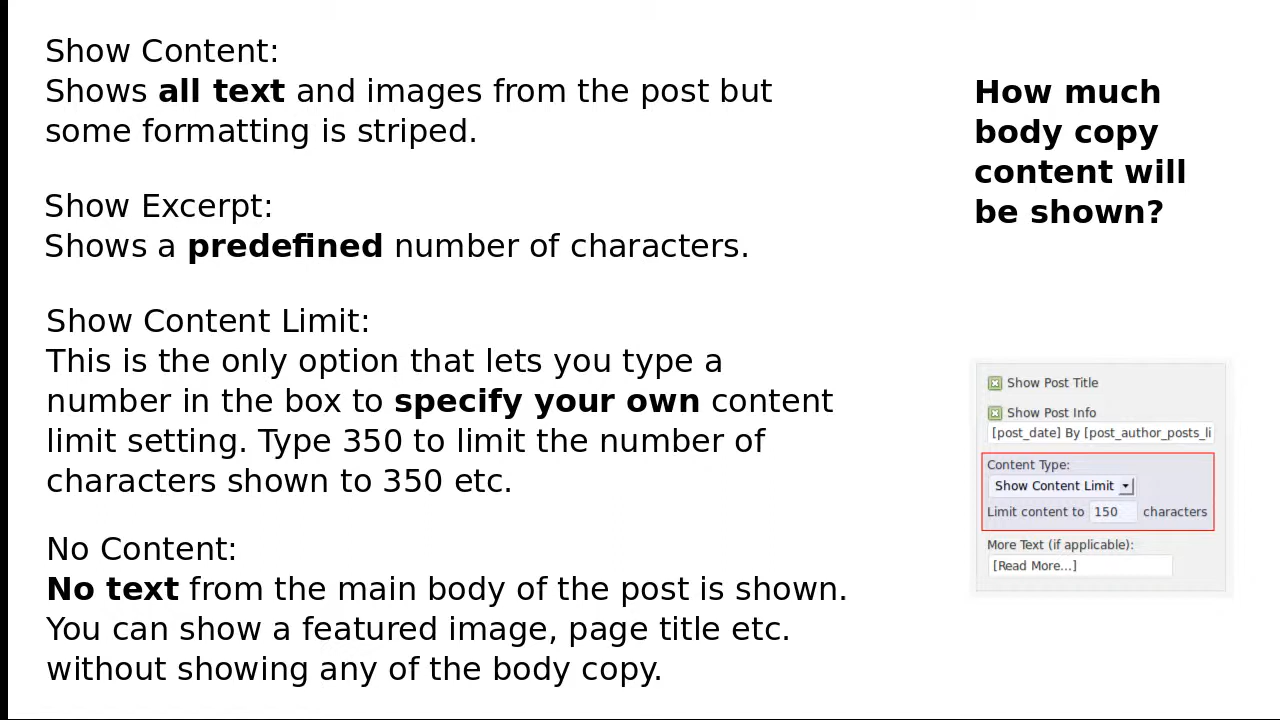 Show Content:
Shows all text and images from the post but
some formatting is striped.
Show Excerpt:
Shows a predefined number of characters.
Show Content Limit:
This is the only option that lets you type a
number in the box to specify your own content
limit setting. Type 350 to limit the number of
characters shown to 350 etc.
No Content:
No text from the main body of the post is shown.
You can show a featured image, page title etc.
without showing any of the body copy.
How much
body copy
content will
be shown?
Show Post Title
Show Post Info
[post_date] By [post_author_posts_li
Content Type:
Show Content Limit
Limit content to 150 characters
More Text (if applicable):
[Read More...]